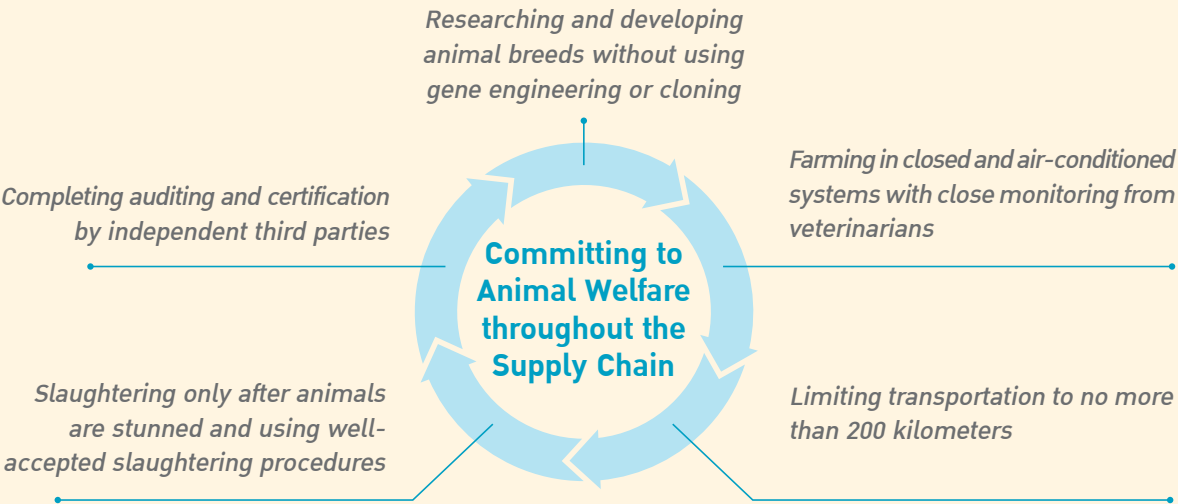 Researching and developing
animal breeds without using
gene engineering or cloning
Farming in closed and air-conditioned
systems with close monitoring from
veterinarians
Limiting transportation to no more
than 200 kilometers
Slaughtering only after animals
are stunned and using well-
accepted slaughtering procedures
Completing auditing and certification
by independent third parties
Committing to
Animal Welfare
throughout the
Supply Chain